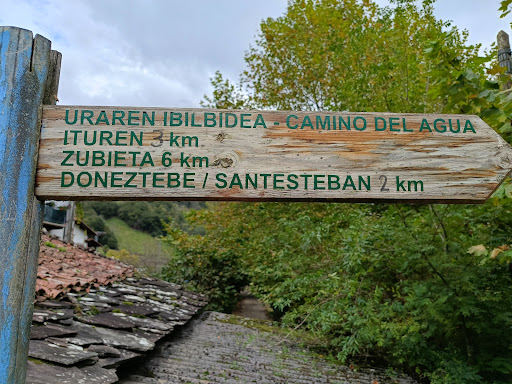 URAREN IBILBIDEA - CAMINO DEL AGUA
ITUREN 3 km
ZUBIETA 6 km
DONEZTEBE / SANTESTEBAN 2 km